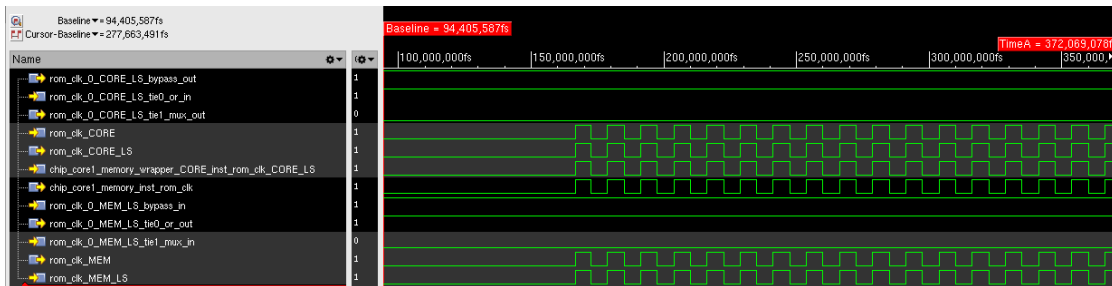 Baseline ▾= 94,405,587fs
Cursor-Baseline ▾= 277,663,491fs
Baseline = 94,405,587fs
TimeA = 372,069,078f
Name
100,000,000fs 150,000,000fs 200,000,000fs 250,000,000fs 300,000,000fs 350,000,
rom_clk_0_CORE_LS_bypass_out 1
rom_clk_0_CORE_LS_tie0_or_in 1
rom_clk_0_CORE_LS_tie1_mux_out 0
rom_clk_CORE 1
rom_clk_CORE_LS 1
chip_core1_memory_wrapper_CORE_inst_rom_clk_CORE_LS 1
chip_core1_memory_inst_rom_clk 1
rom_clk_0_MEM_LS_bypass_in 1
rom_clk_0_MEM_LS_tie0_or_out 1
rom_clk_0_MEM_LS_tie1_mux_in 0
rom_clk_MEM 1
rom_clk_MEM_LS 1